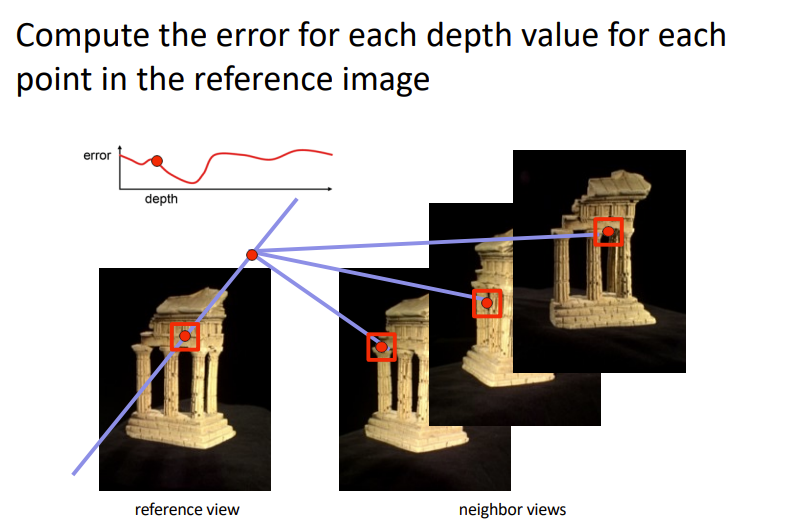 Compute the error for each depth value for each
point in the reference image
error
depth
reference view
neighbor views